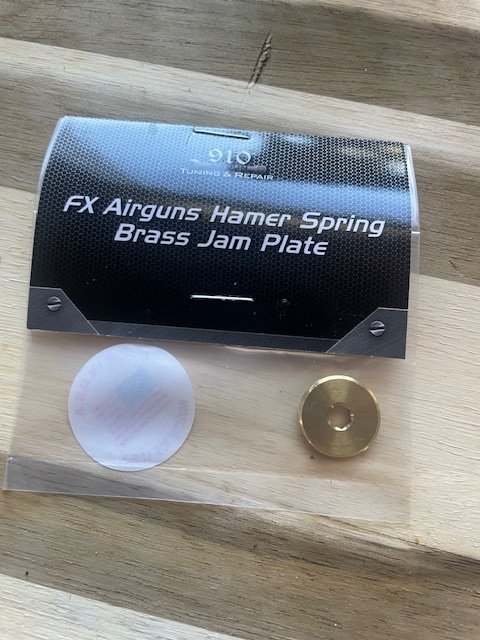 910
Tuning & Repair
FX Airguns Hamer Spring
Brass Jam Plate